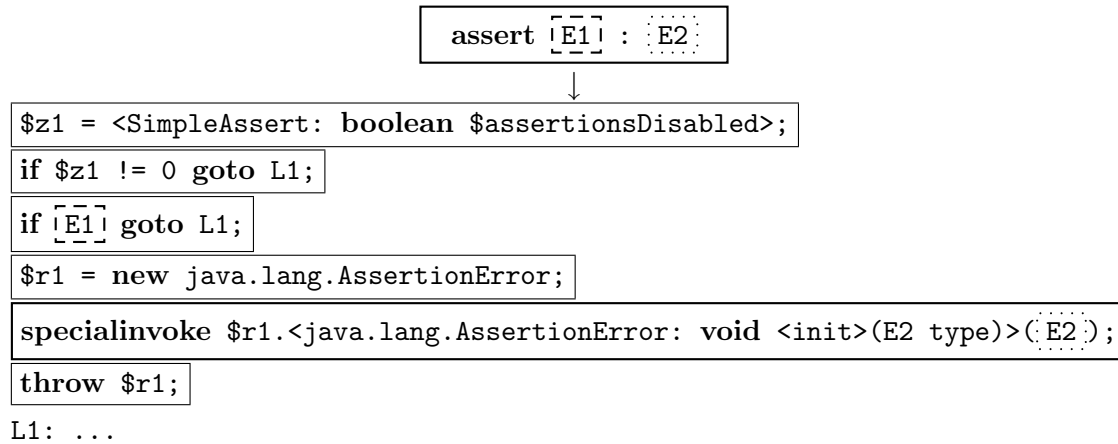 assert E1 : E2
↓
$z1 = <SimpleAssert: boolean $assertionsDisabled>;
if $z1 != 0 goto L1;
if E1 goto L1;
$r1 = new java.lang.AssertionError;
specialinvoke $r1.<java.lang.AssertionError: void <init>(E2 type)>(E2);
throw $r1;
L1: ...